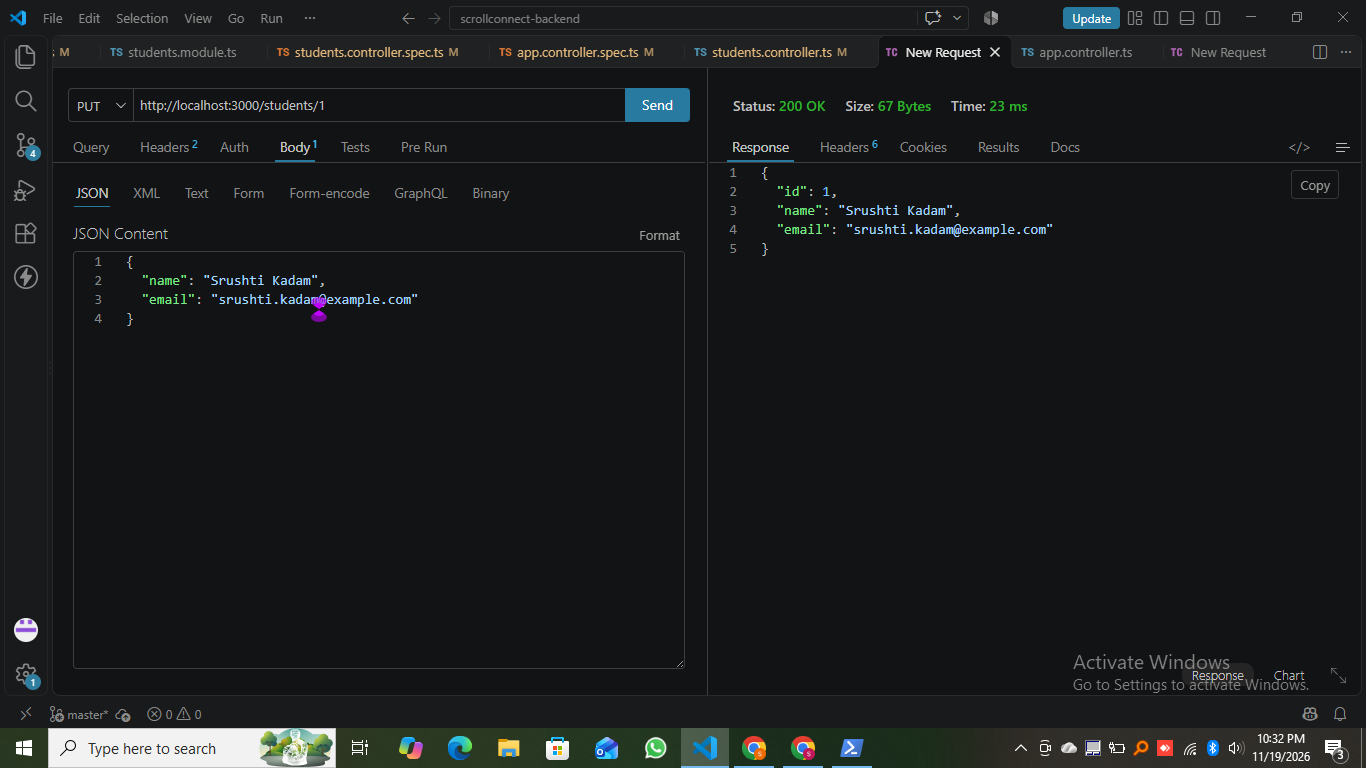 File Edit Selection View Go Run ··· scrollconnect-backend Update
M TS students.module.ts TS students.controller.spec.ts M TS app.controller.spec.ts M TS students.controller.ts M TC New Request TS app.controller.ts TC New Request ···
PUT http://localhost:3000/students/1 Send
Query Headers 2 Auth Body 1 Tests Pre Run
JSON XML Text Form Form-encode GraphQL Binary
JSON Content Format
1 {
2 "name": "Srushti Kadam",
3 "email": "srushti.kadam@example.com"
4 }
Status: 200 OK Size: 67 Bytes Time: 23 ms
Response Headers 6 Cookies Results Docs </>
Copy
1 {
2 "id": 1,
3 "name": "Srushti Kadam",
4 "email": "srushti.kadam@example.com"
5 }
4
1
Activate Windows
Go to Settings to activate Windows.
Response Chart
master* 0 0
Type here to search
10:32 PM
11/19/2026
3